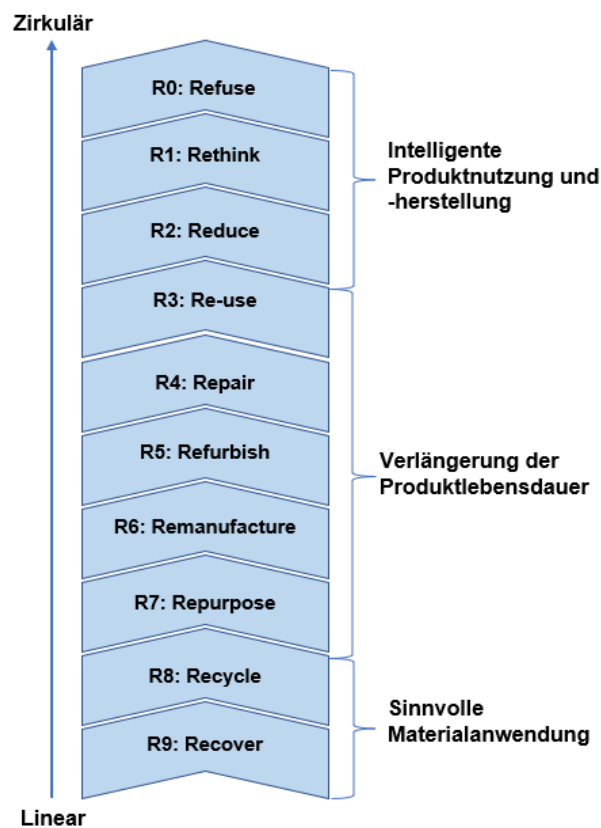 Zirkulär
R0: Refuse
R1: Rethink
R2: Reduce
Intelligente
Produktnutzung und
-herstellung
R3: Re-use
R4: Repair
R5: Refurbish
R6: Remanufacture
R7: Repurpose
Verlängerung der
Produktlebensdauer
R8: Recycle
R9: Recover
Sinnvolle
Materialanwendung
Linear